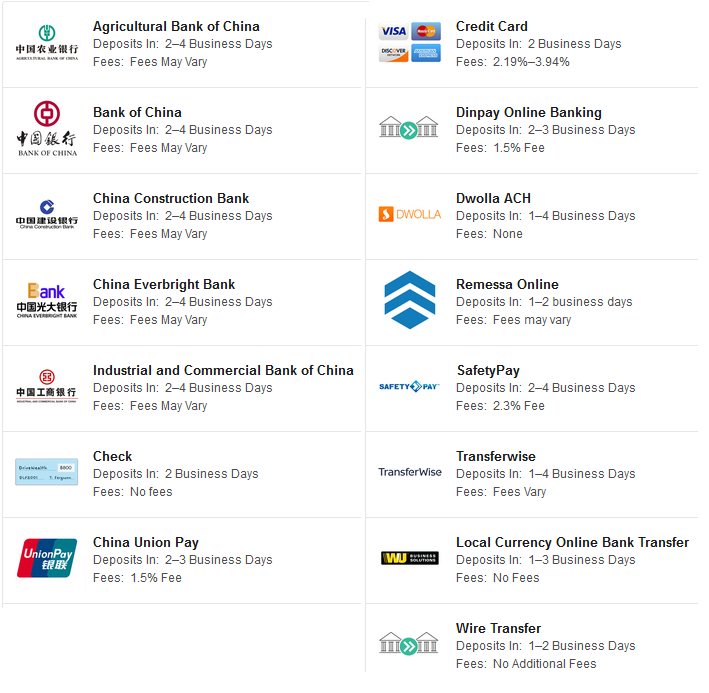 中国农业银行
AGRICULTURAL BANK OF CHINA
Agricultural Bank of China
Deposits In: 2–4 Business Days
Fees: Fees May Vary
中国銀行
BANK OF CHINA
Bank of China
Deposits In: 2–4 Business Days
Fees: Fees May Vary
中国建设银行
China Construction Bank
China Construction Bank
Deposits In: 2–4 Business Days
Fees: Fees May Vary
Bank
中国光大银行
CHINA EVERBRIGHT BANK
China Everbright Bank
Deposits In: 2–4 Business Days
Fees: Fees May Vary
中国工商银行
INDUSTRIAL AND COMMERCIAL BANK OF CHINA
Industrial and Commercial Bank of China
Deposits In: 2–4 Business Days
Fees: Fees May Vary
DriveWealth $800
Check
Deposits In: 2 Business Days
Fees: No fees
UnionPay
银联
China Union Pay
Deposits In: 2–3 Business Days
Fees: 1.5% Fee
VISA MasterCard
DISCOVER
NETWORK
AMERICAN EXPRESS
Credit Card
Deposits In: 2 Business Days
Fees: 2.19%–3.94%
Dinpay Online Banking
Deposits In: 2–3 Business Days
Fees: 1.5% Fee
DWOLLA
Dwolla ACH
Deposits In: 1–4 Business Days
Fees: None
Remessa Online
Deposits In: 1–2 business days
Fees: Fees may vary
SAFETYPAY
SafetyPay
Deposits In: 2–4 Business Days
Fees: 2.3% Fee
TransferWise
Transferwise
Deposits In: 1–4 Business Days
Fees: Fees Vary
WU BUSINESS
SOLUTIONS
Local Currency Online Bank Transfer
Deposits In: 1–3 Business Days
Fees: No Fees
Wire Transfer
Deposits In: 1–2 Business Days
Fees: No Additional Fees